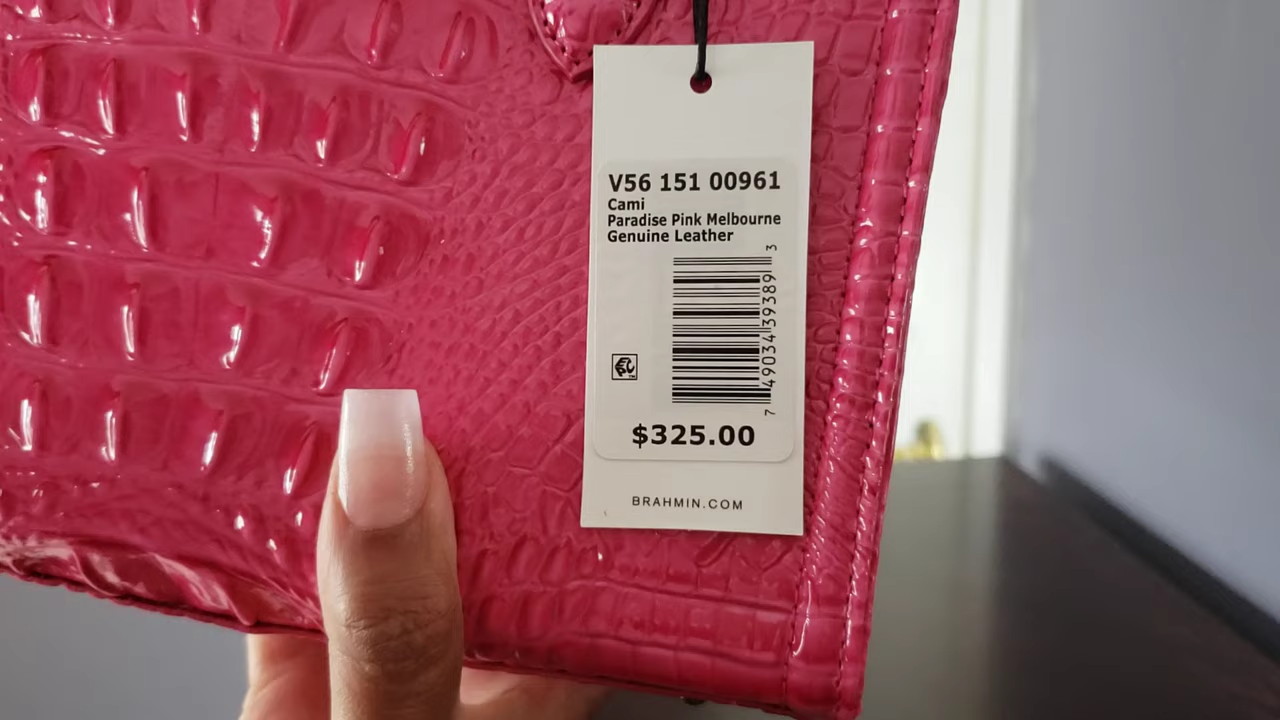 V56 151 00961
Cami
Paradise Pink Melbourne
Genuine Leather
7 49034 39389 3
$325.00
BRAHMIN.COM